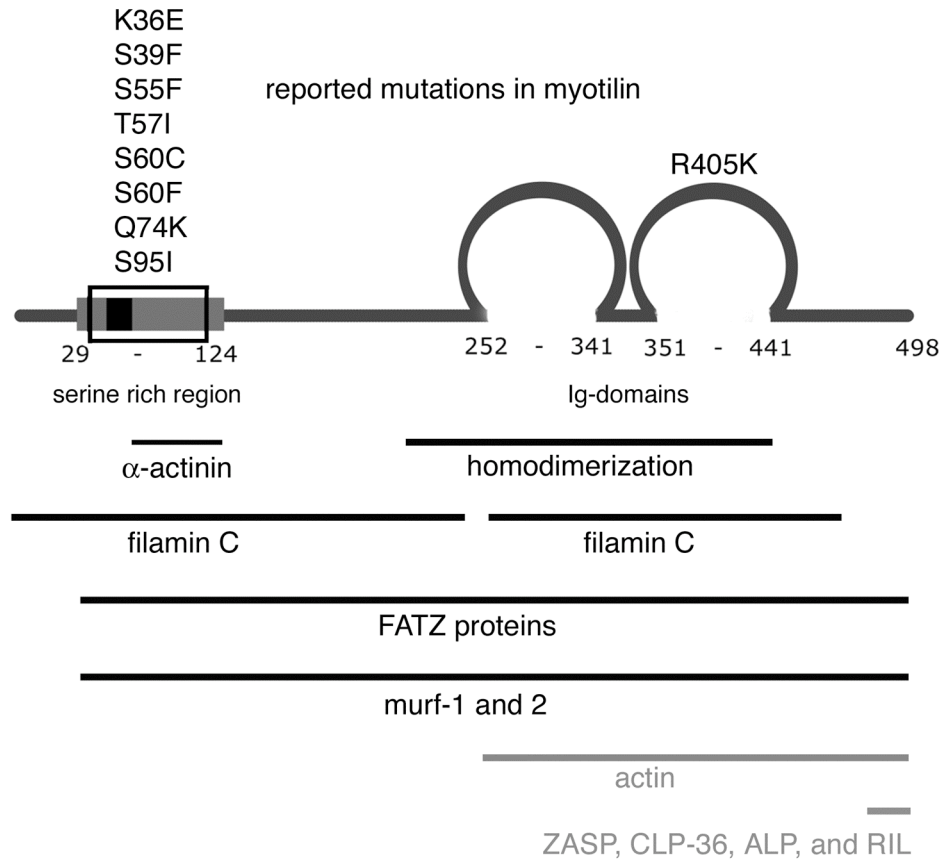 K36E
S39F
S55F
reported mutations in myotilin
T57I
S60C
R405K
S60F
Q74K
S95I
29 - 124
252 - 341 351 - 441 498
serine rich region
Ig-domains
α-actinin
homodimerization
filamin C
filamin C
FATZ proteins
murf-1 and 2
actin
ZASP, CLP-36, ALP, and RIL